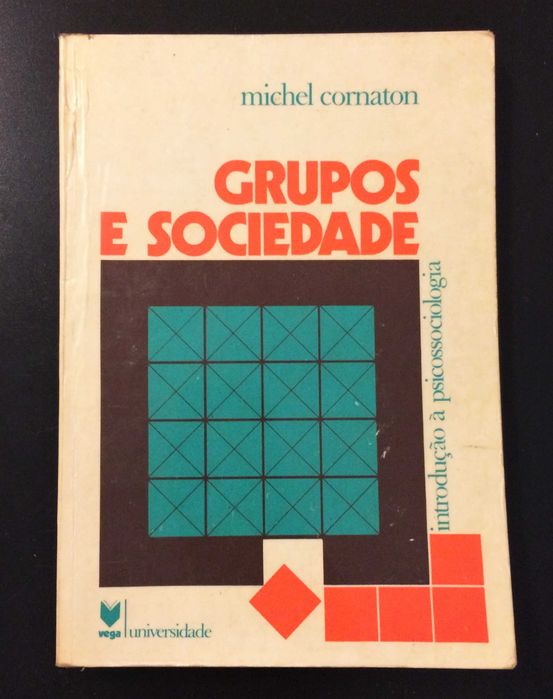 michel cornaton
GRUPOS
E SOCIEDADE
introdução à psicossociologia
vega universidade